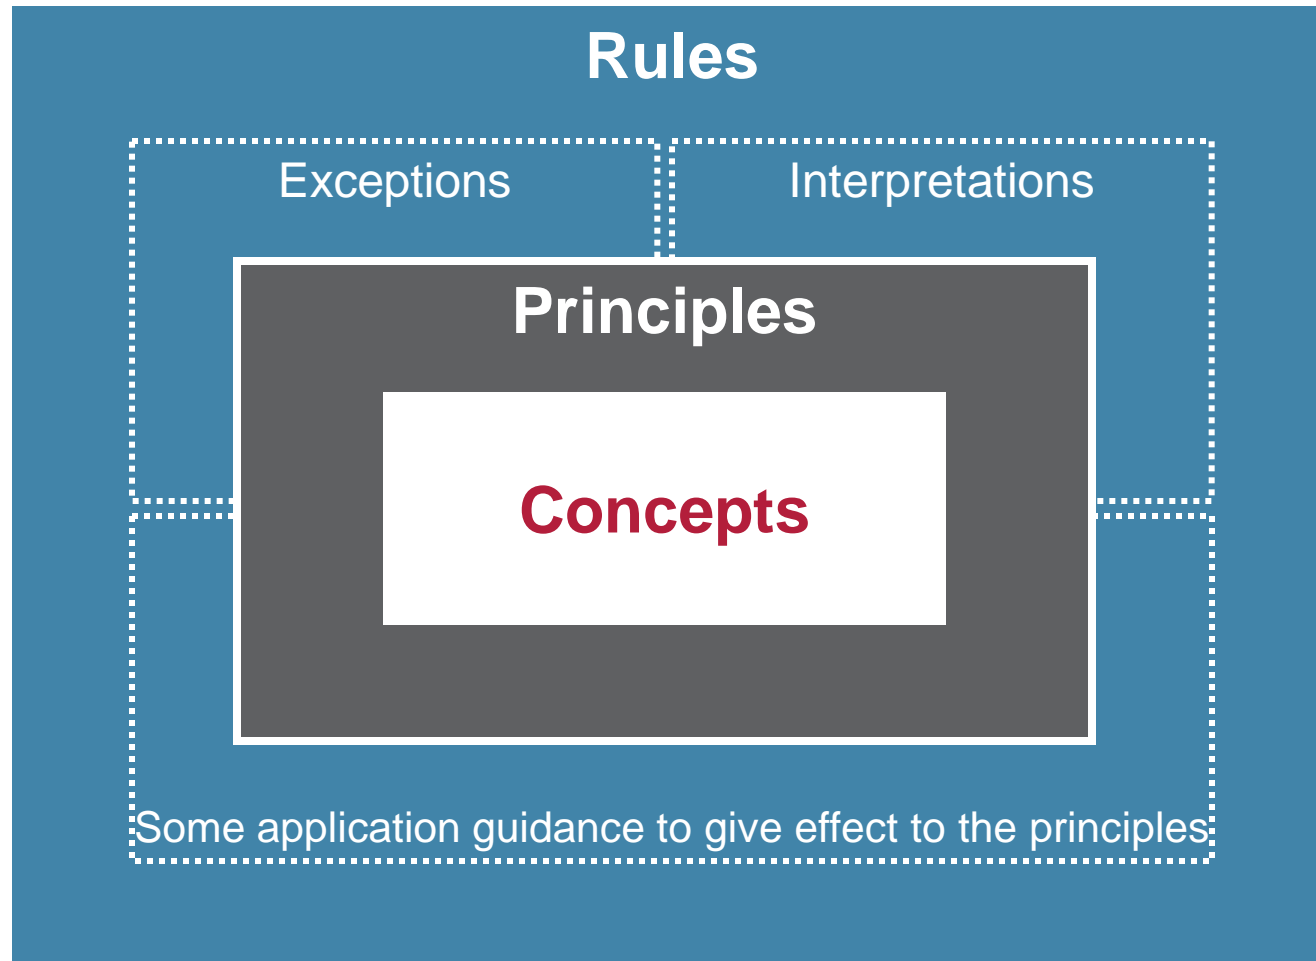 Rules
Exceptions
Interpretations
Principles
Concepts
Some application guidance to give effect to the principles